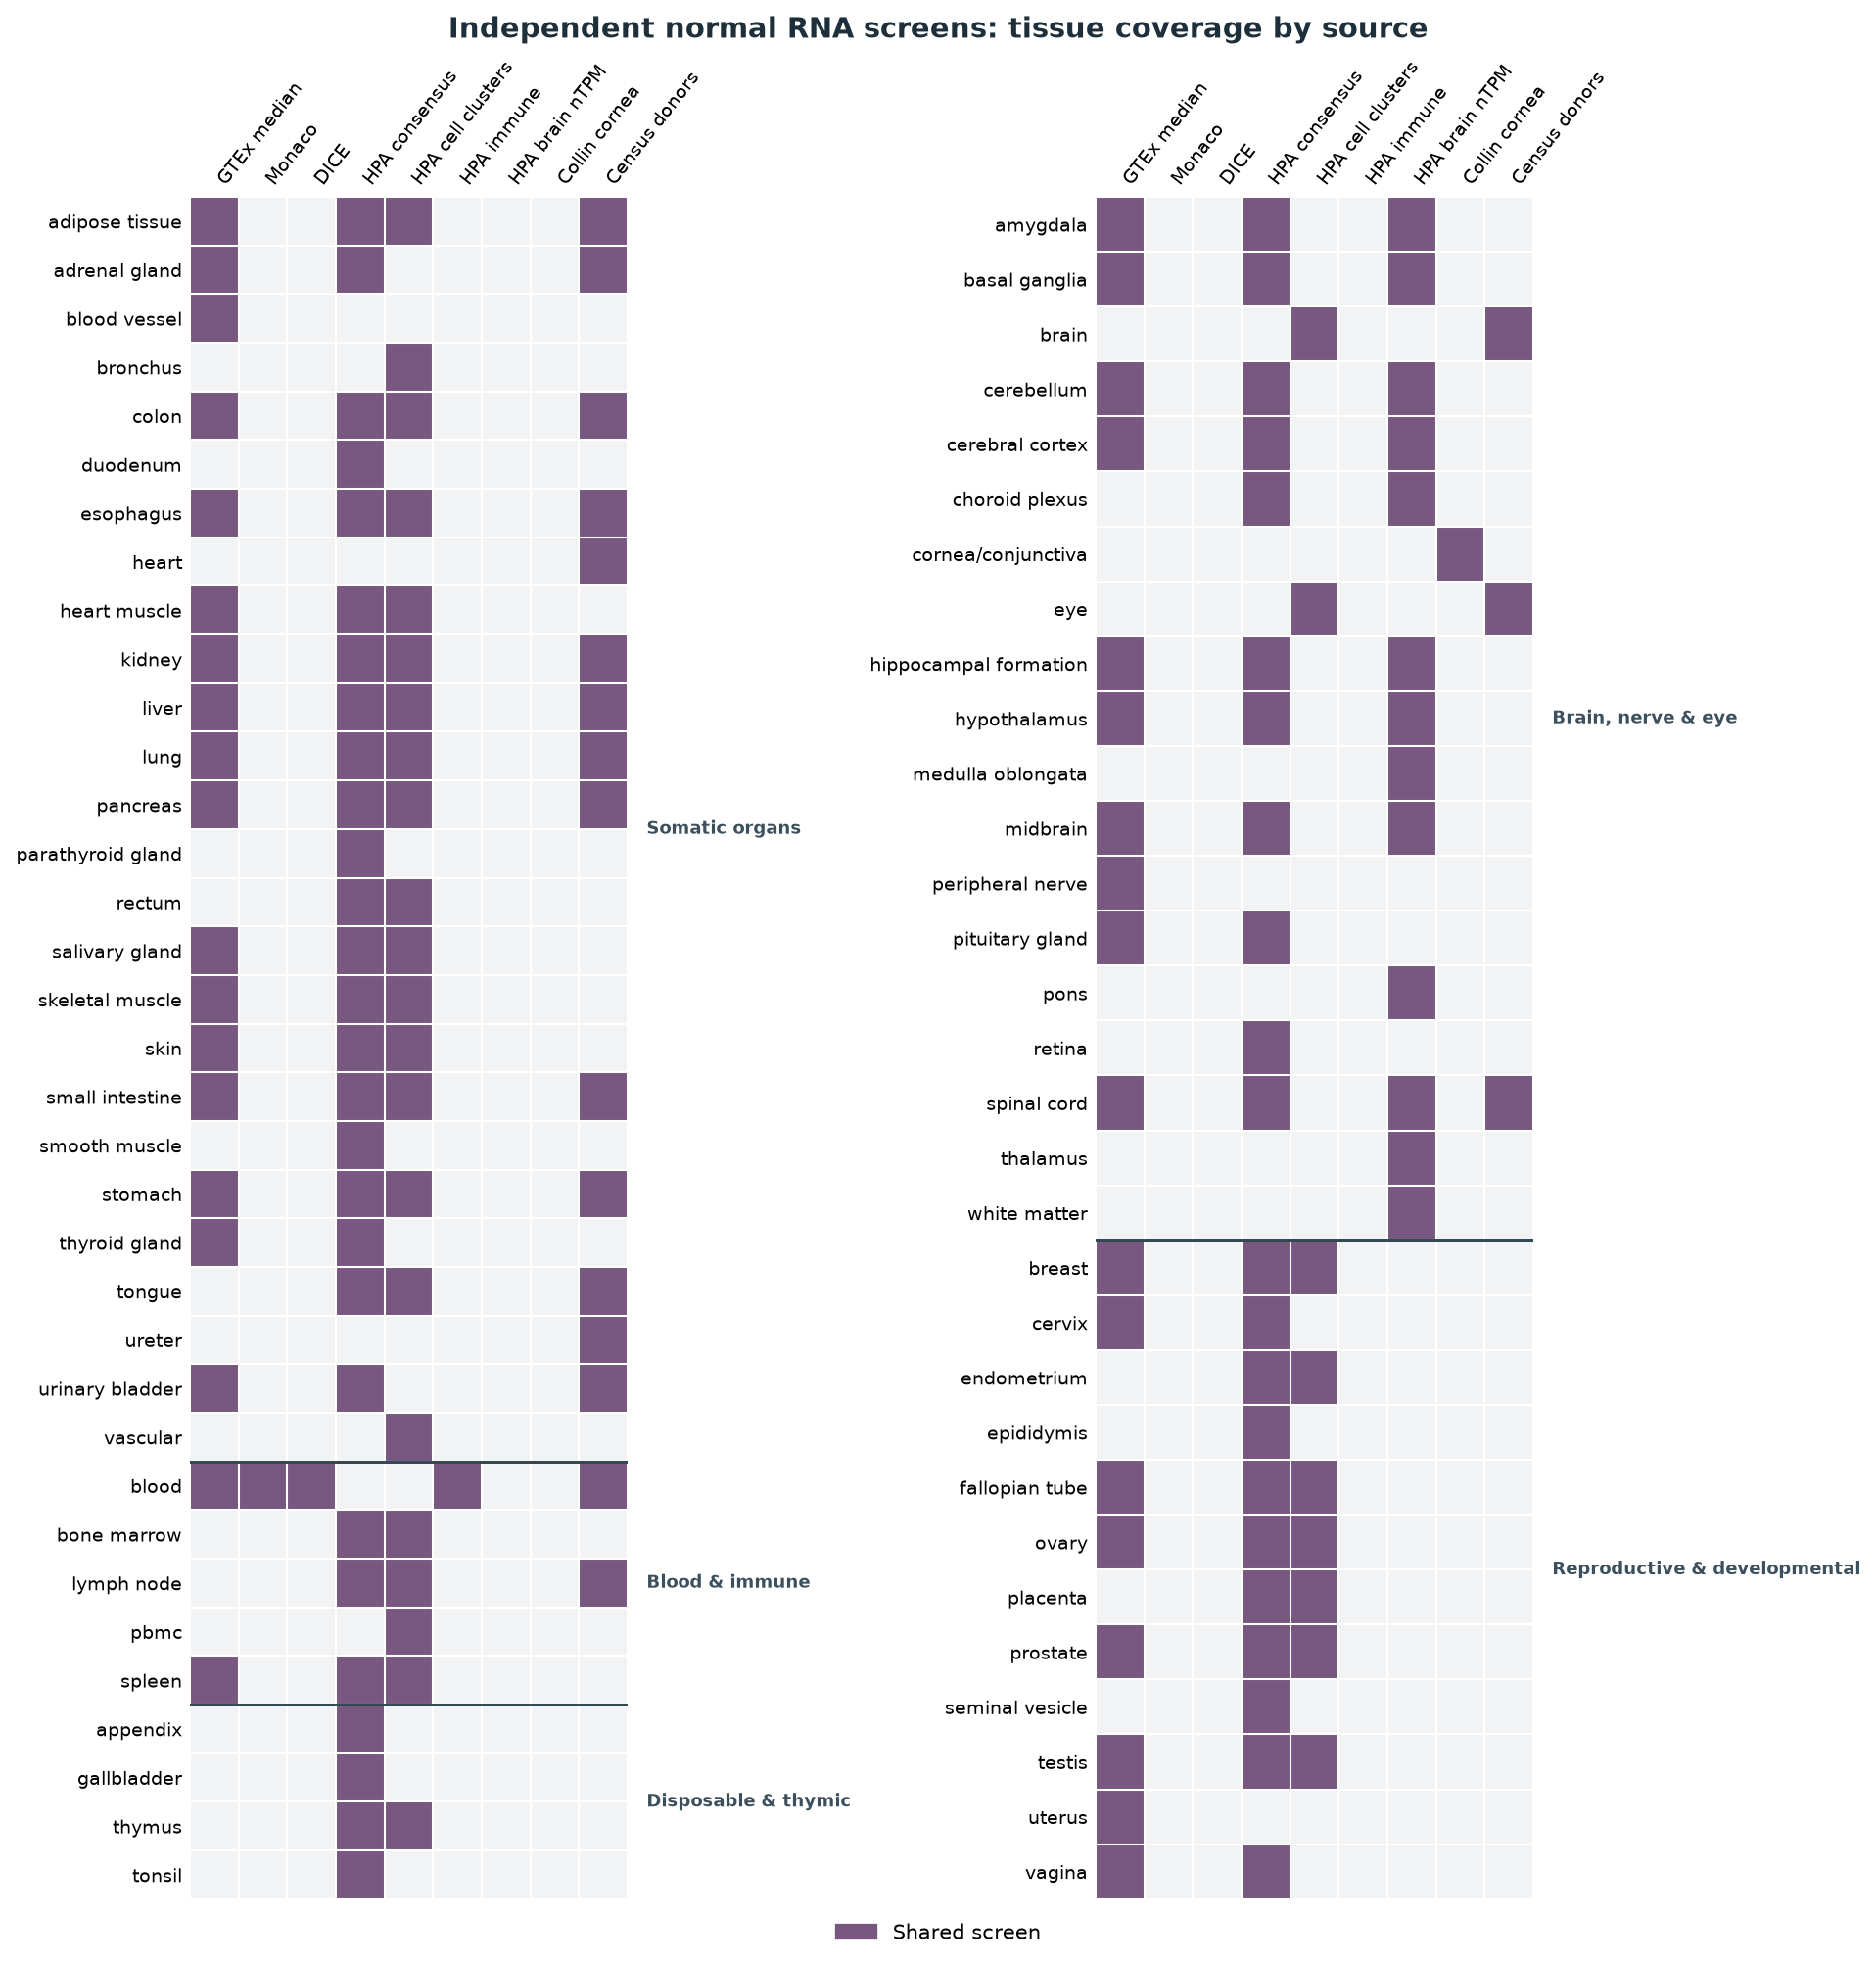 Independent normal RNA screens: tissue coverage by source
GTEx median
Monaco
DICE
HPA consensus
HPA cell clusters
HPA immune
HPA brain nTPM
Collin cornea
Census donors
adipose tissue
adrenal gland
blood vessel
bronchus
colon
duodenum
esophagus
heart
heart muscle
kidney
liver
lung
pancreas
parathyroid gland
rectum
salivary gland
skeletal muscle
skin
small intestine
smooth muscle
stomach
thyroid gland
tongue
ureter
urinary bladder
vascular
blood
bone marrow
lymph node
pbmc
spleen
appendix
gallbladder
thymus
tonsil
Somatic organs
Blood & immune
Disposable & thymic
GTEx median
Monaco
DICE
HPA consensus
HPA cell clusters
HPA immune
HPA brain nTPM
Collin cornea
Census donors
amygdala
basal ganglia
brain
cerebellum
cerebral cortex
choroid plexus
cornea/conjunctiva
eye
hippocampal formation
hypothalamus
medulla oblongata
midbrain
peripheral nerve
pituitary gland
pons
retina
spinal cord
thalamus
white matter
breast
cervix
endometrium
epididymis
fallopian tube
ovary
placenta
prostate
seminal vesicle
testis
uterus
vagina
Brain, nerve & eye
Reproductive & developmental
Shared screen